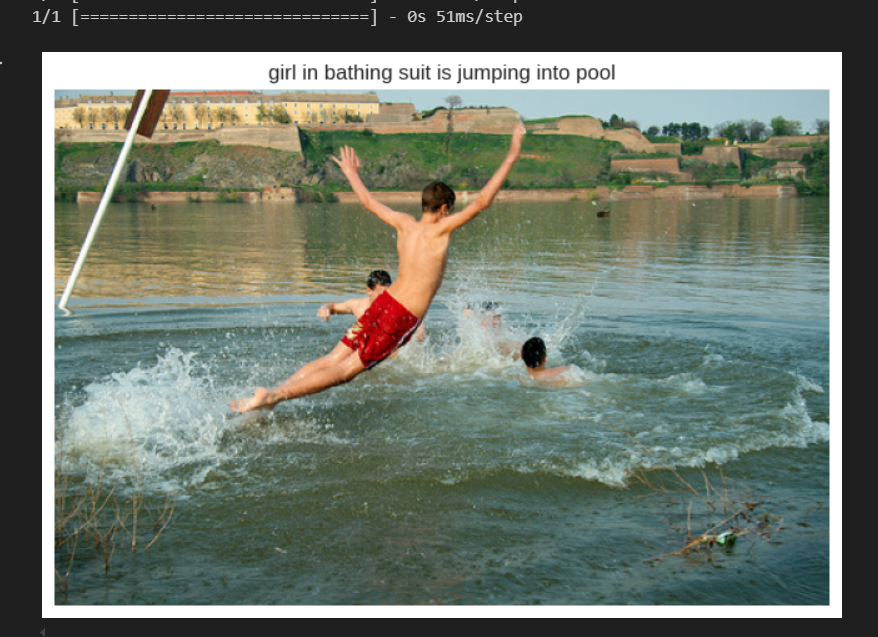 1/1 [==============================] - 0s 51ms/step
girl in bathing suit is jumping into pool